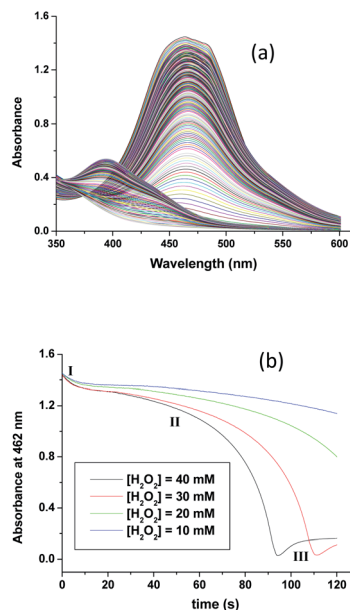 (a)
1.6
1.2
0.8
0.4
0.0
Absorbance
350 400 450 500 550 600
Wavelength (nm)
(b)
1.6
1.2
0.8
0.4
0.0
Absorbance at 462 nm
I
II
III
[H₂O₂] = 40 mM
[H₂O₂] = 30 mM
[H₂O₂] = 20 mM
[H₂O₂] = 10 mM
0 20 40 60 80 100 120
time (s)